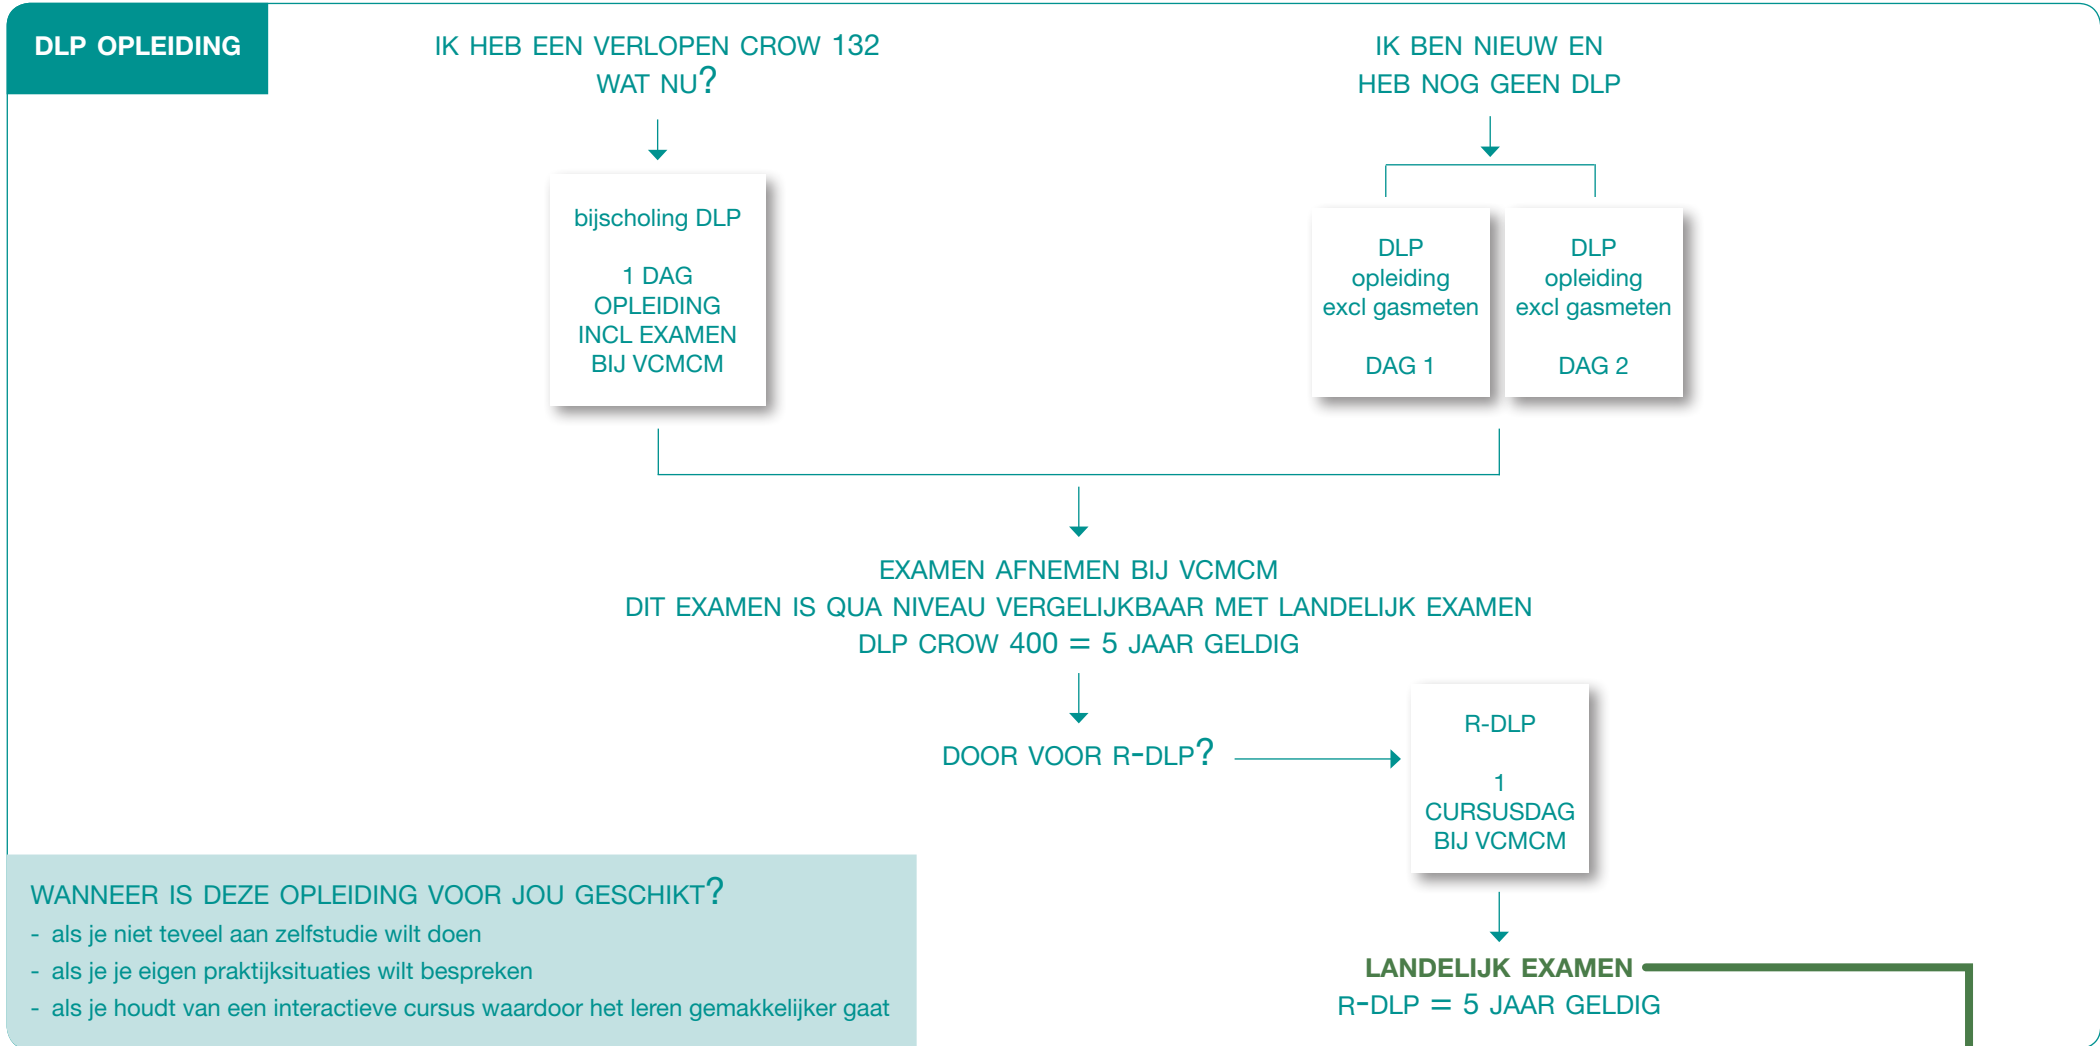 DLP OPLEIDING
IK HEB EEN VERLOPEN CROW 132
WAT NU?
IK BEN NIEUW EN
HEB NOG GEEN DLP
bijscholing DLP
1 DAG
OPLEIDING
INCL EXAMEN
BIJ VCMCM
DLP
opleiding
excl gasmeten
DAG 1
DLP
opleiding
excl gasmeten
DAG 2
EXAMEN AFNEMEN BIJ VCMCM
DIT EXAMEN IS QUA NIVEAU VERGELIJKBAAR MET LANDELIJK EXAMEN
DLP CROW 400 = 5 JAAR GELDIG
DOOR VOOR R-DLP?
R-DLP
1
CURSUSDAG
BIJ VCMCM
LANDELIJK EXAMEN
R-DLP = 5 JAAR GELDIG
WANNEER IS DEZE OPLEIDING VOOR JOU GESCHIKT?
- als je niet teveel aan zelfstudie wilt doen
- als je je eigen praktijksituaties wilt bespreken
- als je houdt van een interactieve cursus waardoor het leren gemakkelijker gaat